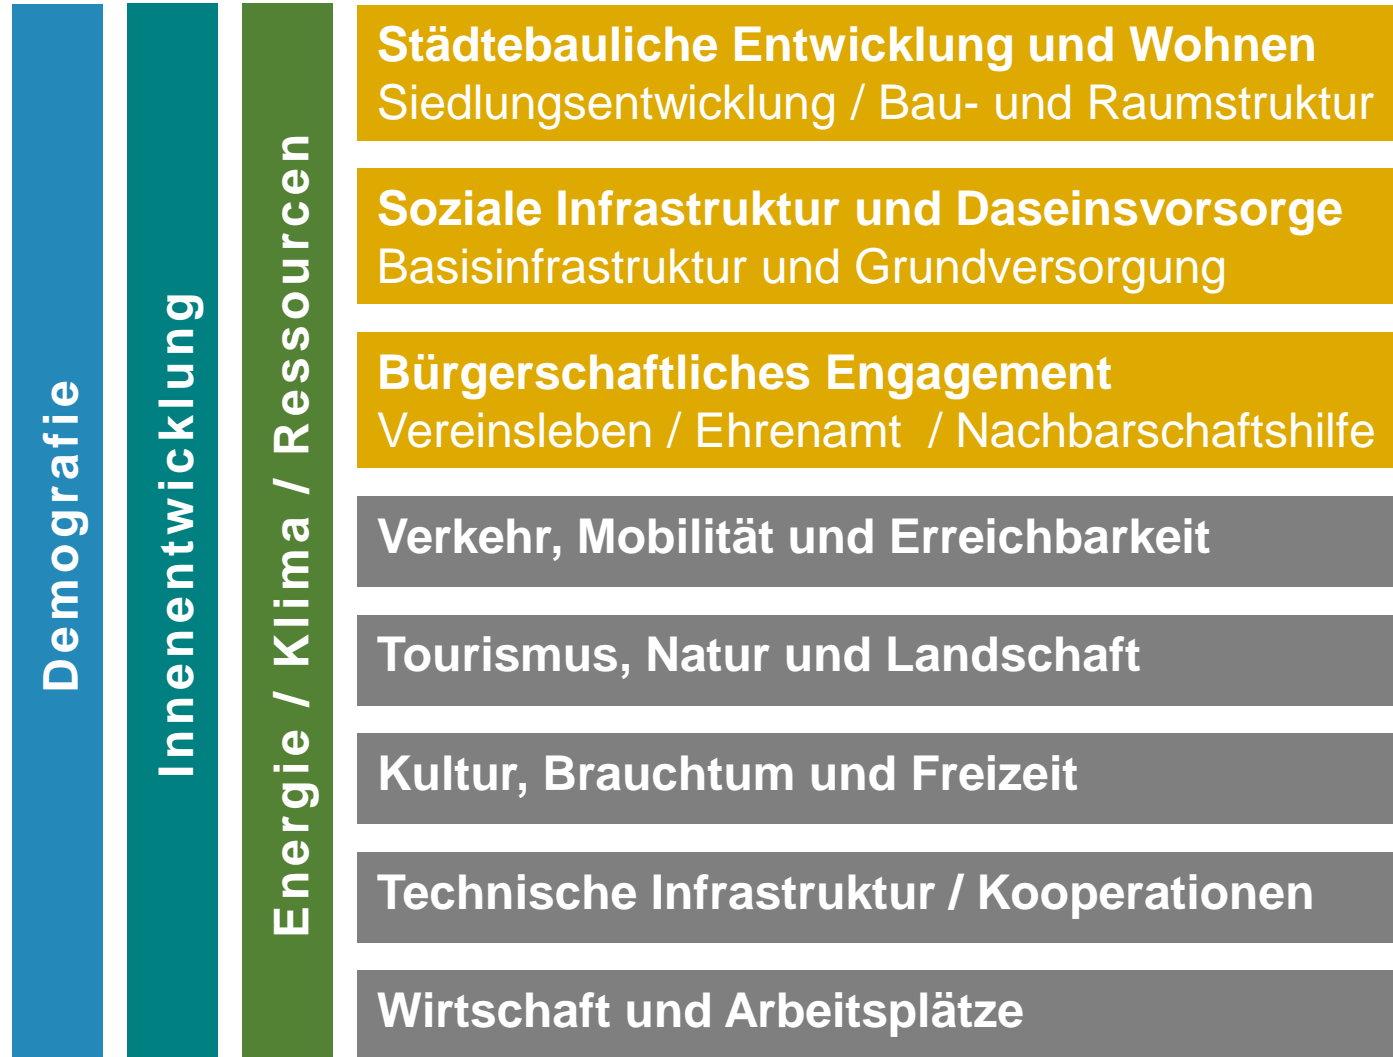 Demografie
Innenentwicklung
Energie / Klima / Ressourcen
Städtebauliche Entwicklung und Wohnen
Siedlungsentwicklung / Bau- und Raumstruktur
Soziale Infrastruktur und Daseinsvorsorge
Basisinfrastruktur und Grundversorgung
Bürgerschaftliches Engagement
Vereinsleben / Ehrenamt / Nachbarschaftshilfe
Verkehr, Mobilität und Erreichbarkeit
Tourismus, Natur und Landschaft
Kultur, Brauchtum und Freizeit
Technische Infrastruktur / Kooperationen
Wirtschaft und Arbeitsplätze